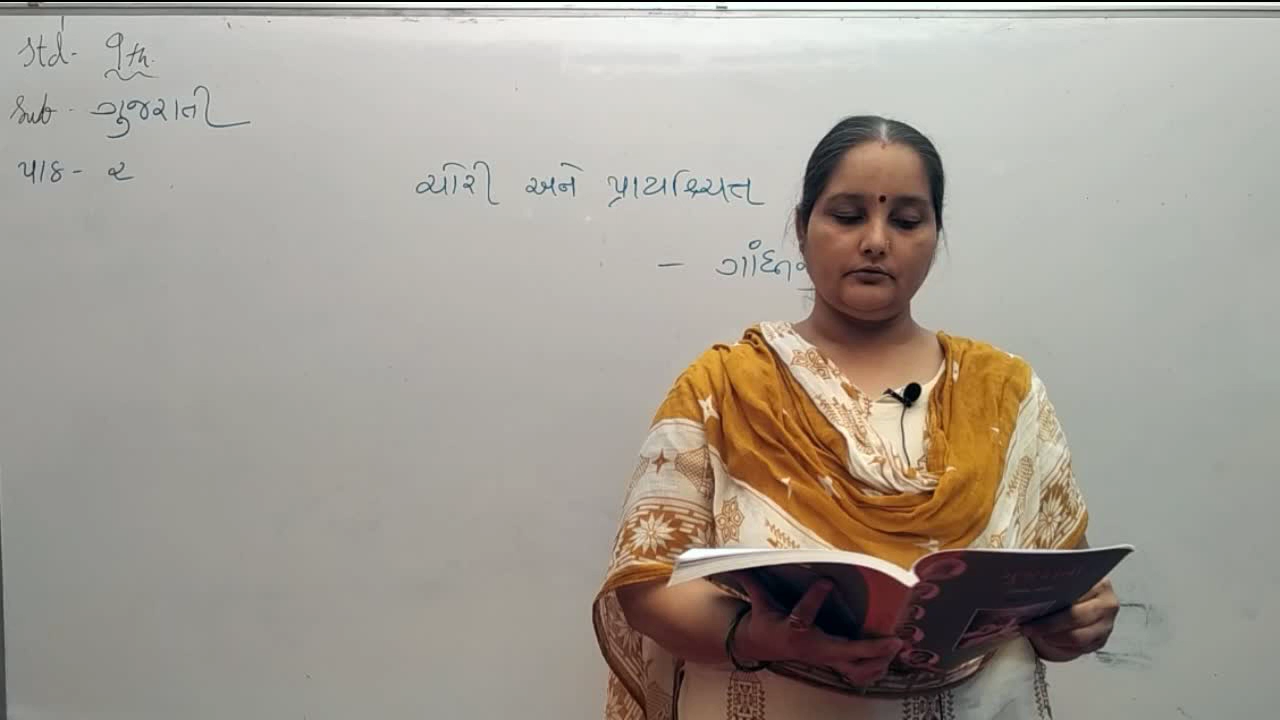 Std- 9th.
Sub- ગુજરાતી
પાઠ- ૨
ચોરી અને પ્રાયશ્ચિત
-